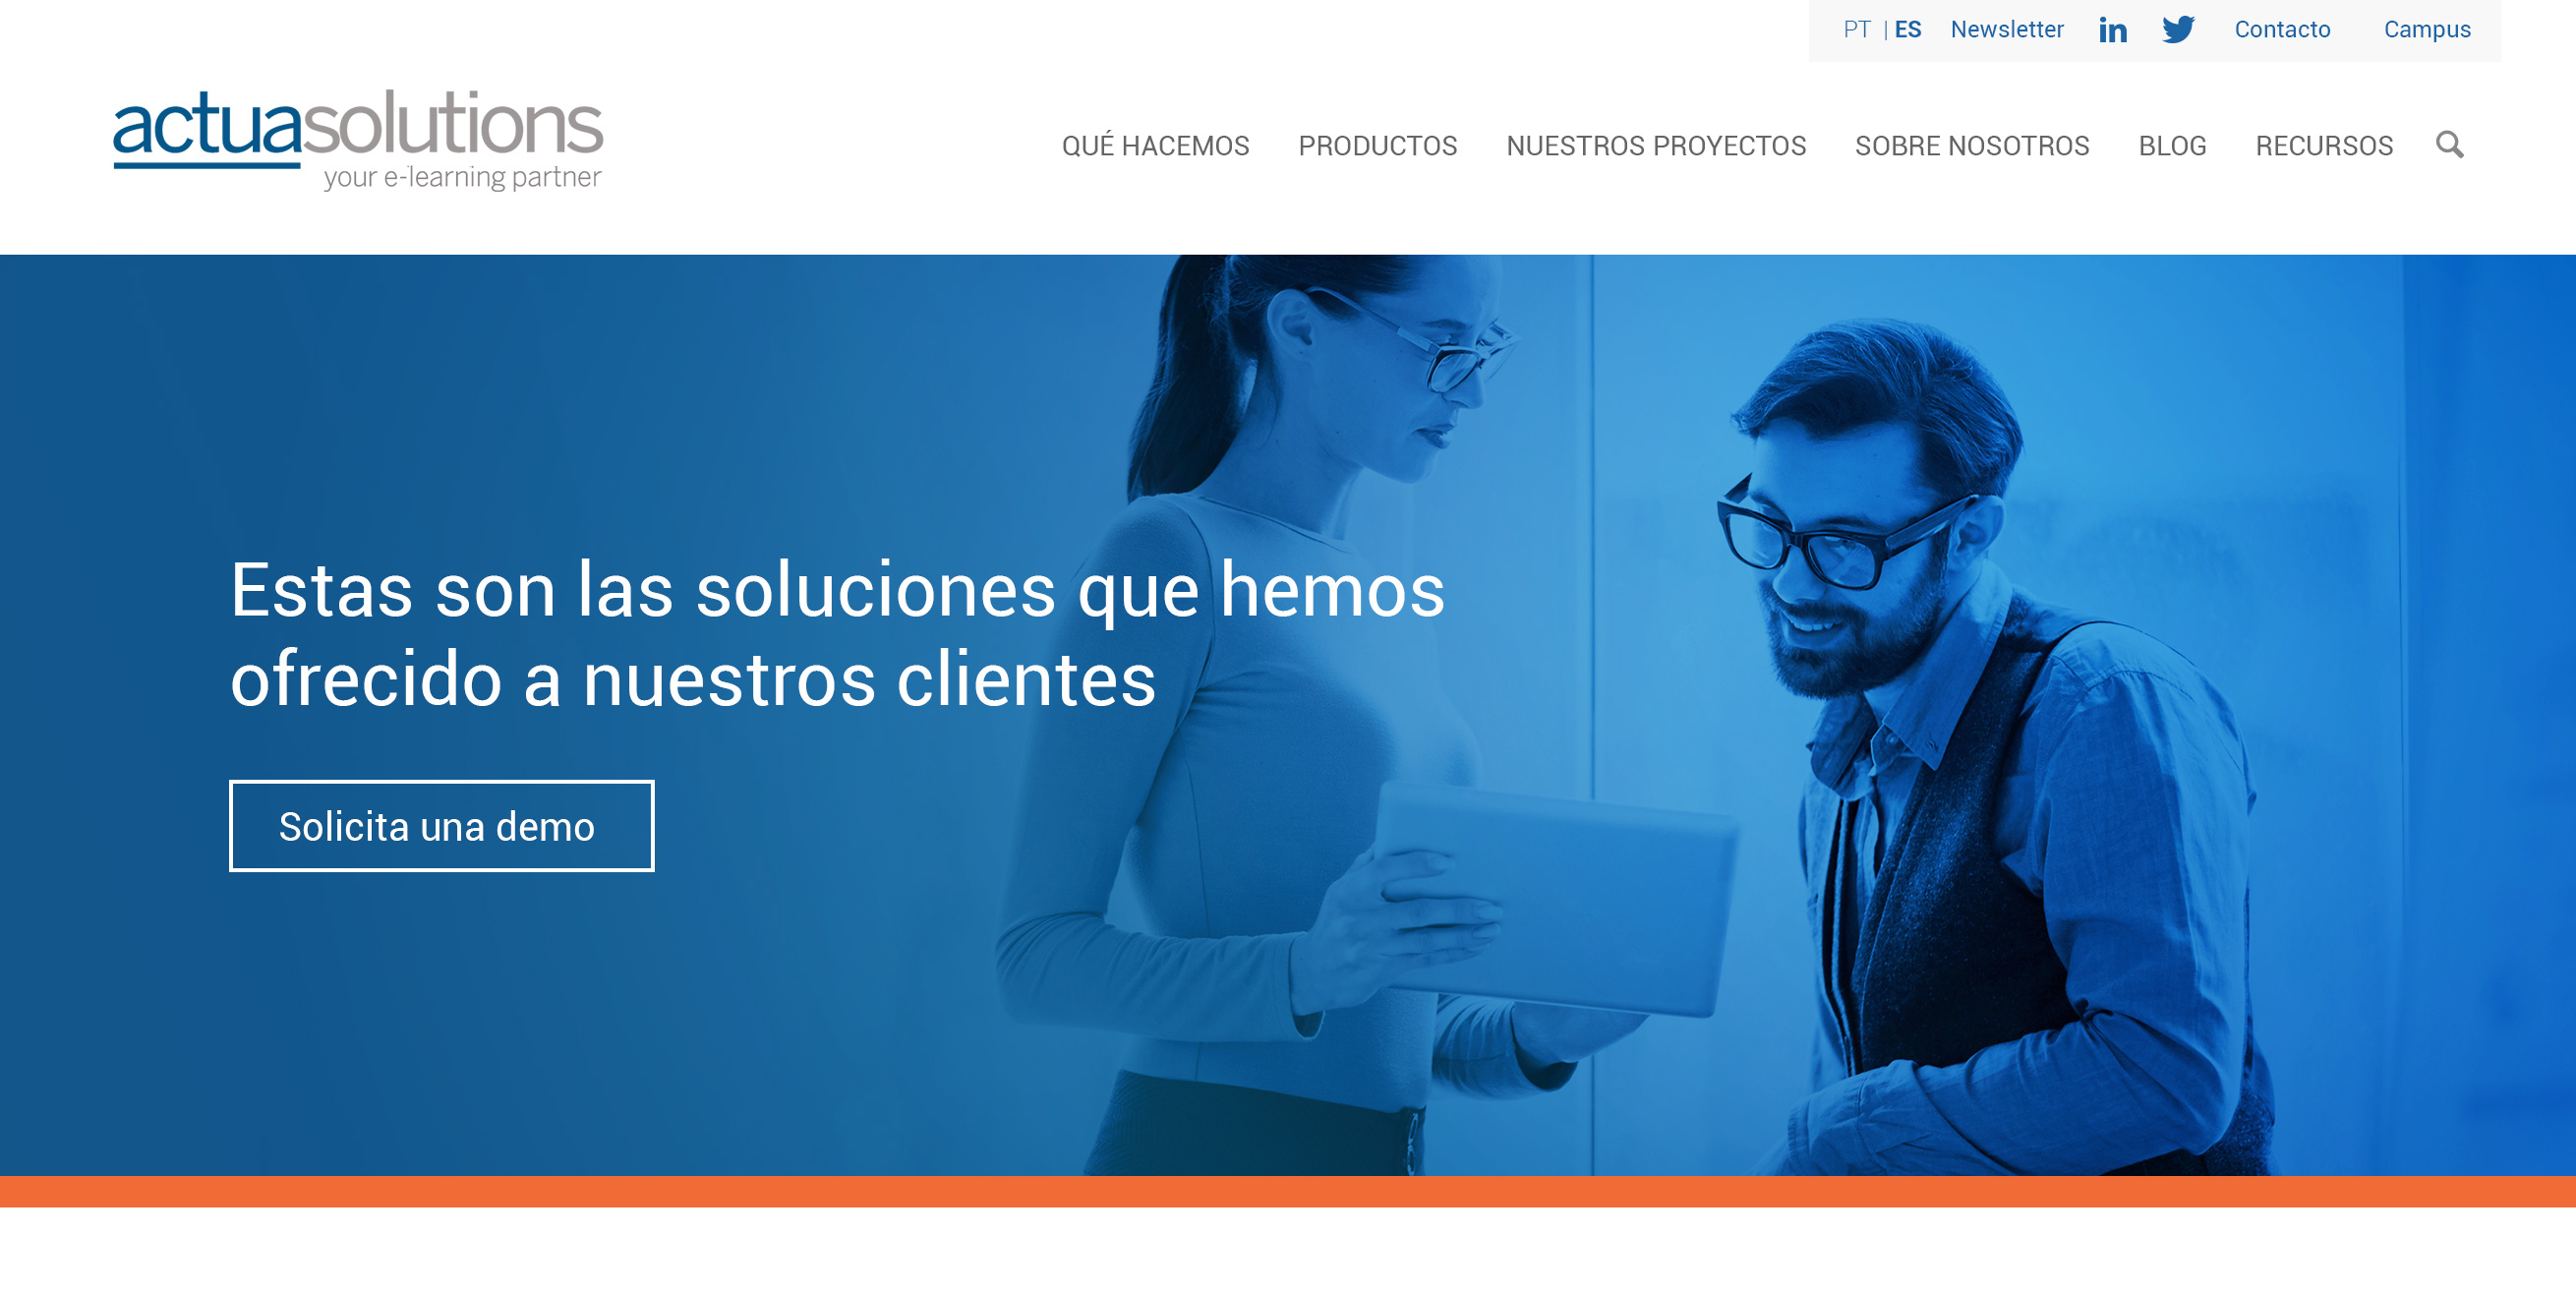 PT | ES Newsletter in Contacto Campus
actuasolutions
your e-learning partner
QUÉ HACEMOS PRODUCTOS NUESTROS PROYECTOS SOBRE NOSOTROS BLOG RECURSOS
Estas son las soluciones que hemos
ofrecido a nuestros clientes
Solicita una demo